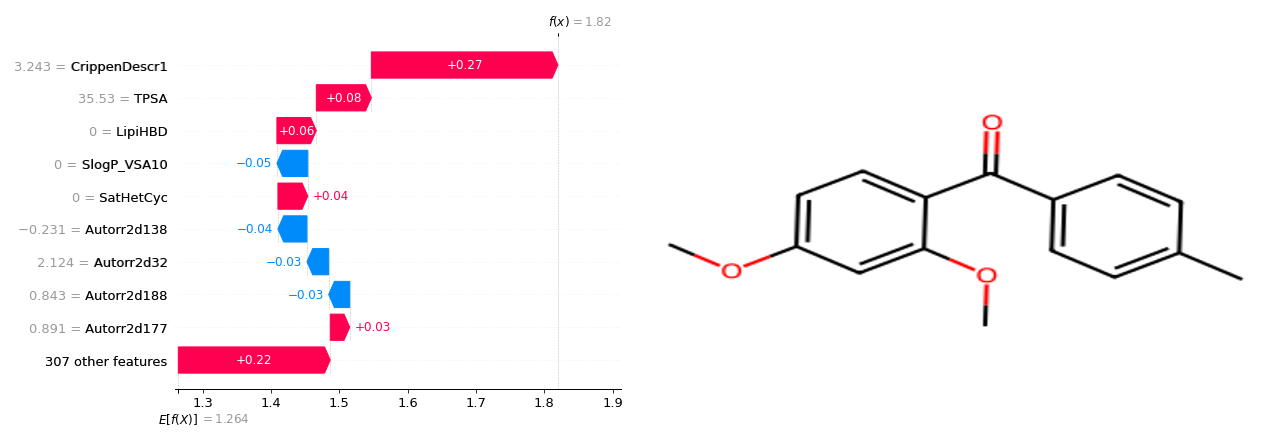 f(x) = 1.82
3.243 = CrippenDescr1
+0.27
35.53 = TPSA
+0.08
0 = LipiHBD
+0.06
0 = SlogP_VSA10
−0.05
0 = SatHetCyc
+0.04
−0.231 = Autorr2d138
−0.04
2.124 = Autorr2d32
−0.03
0.843 = Autorr2d188
−0.03
0.891 = Autorr2d177
+0.03
307 other features
+0.22
1.3 1.4 1.5 1.6 1.7 1.8 1.9
E[f(X)] = 1.264
O
O
O